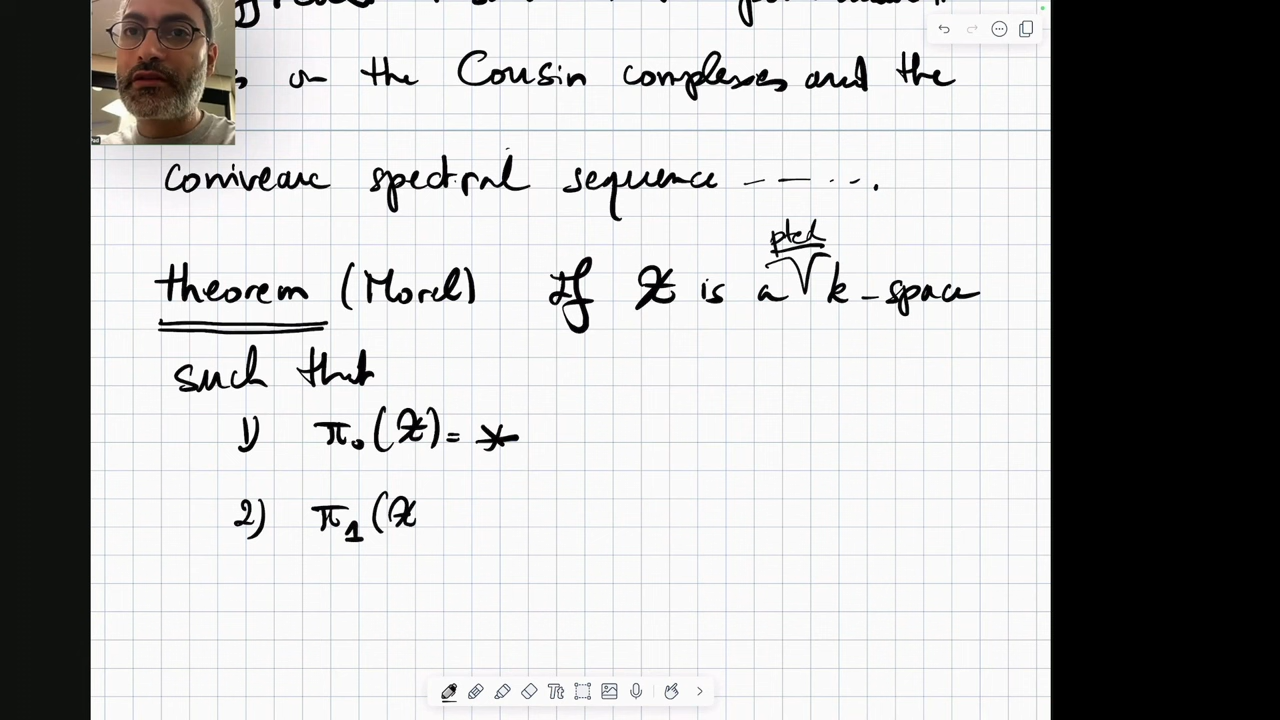 on the Cousin complexes and the
coniveau spectral sequence - - - - .
pted
theorem (Morel) If 𝒳 is a k-space
such that
1) π₀(𝒳) = *
2) π₁(𝒳